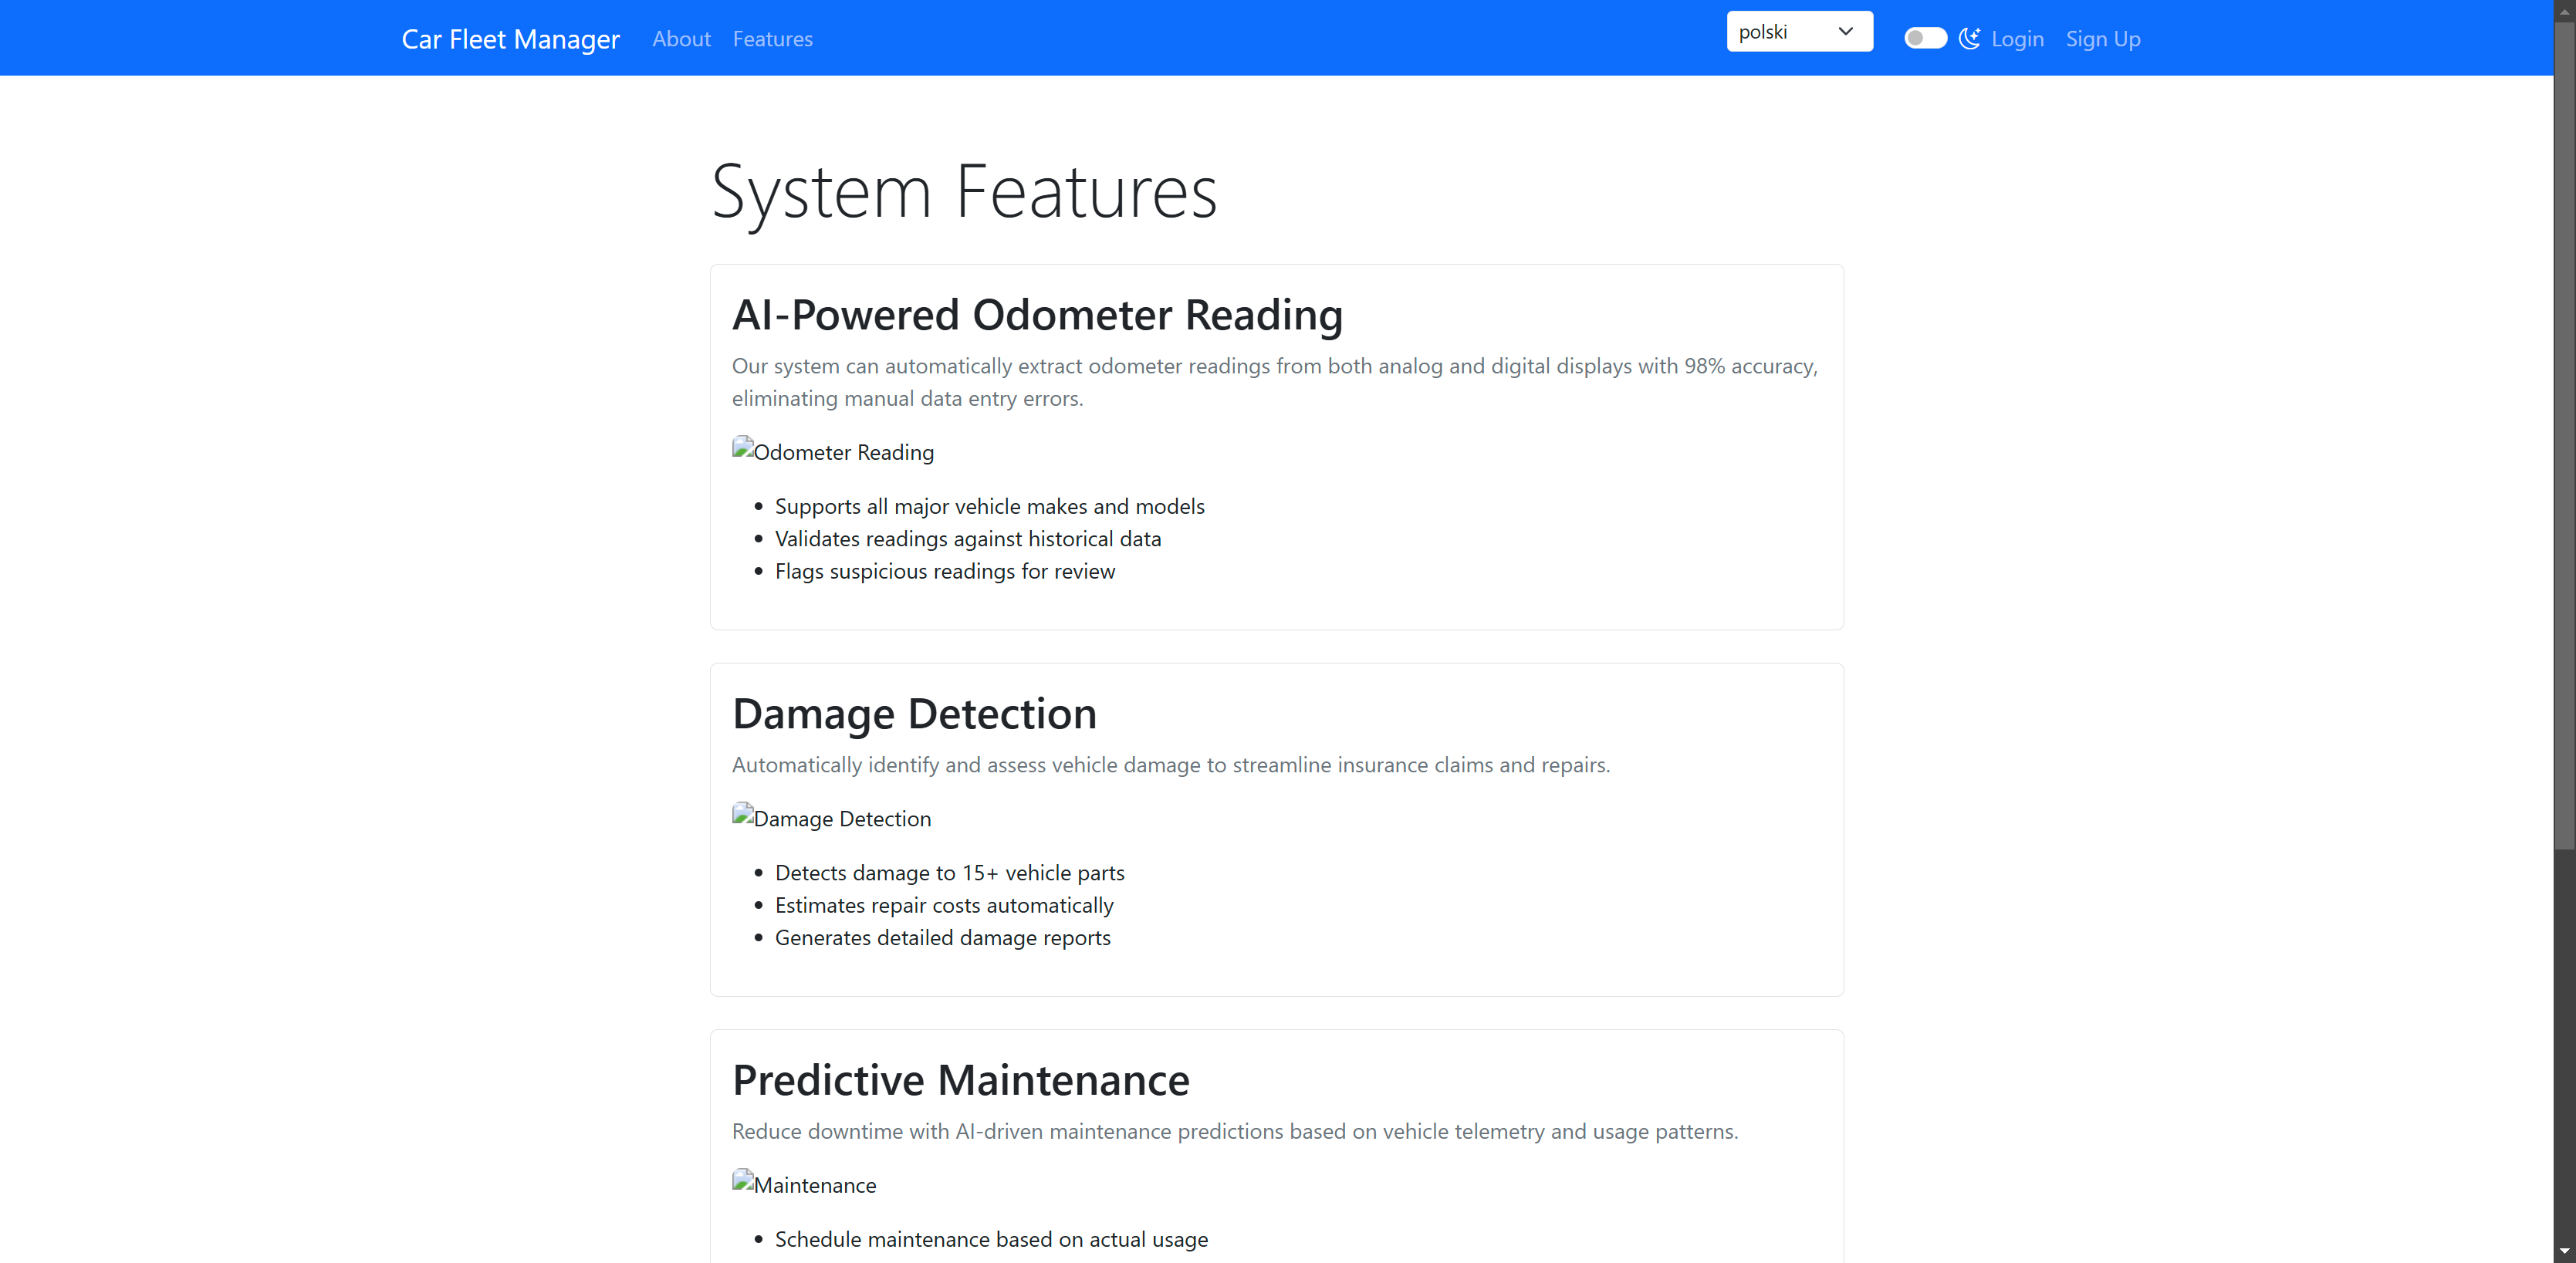 Car Fleet Manager About Features polski Login Sign Up
System Features
AI-Powered Odometer Reading
Our system can automatically extract odometer readings from both analog and digital displays with 98% accuracy,
eliminating manual data entry errors.
Odometer Reading
• Supports all major vehicle makes and models
• Validates readings against historical data
• Flags suspicious readings for review
Damage Detection
Automatically identify and assess vehicle damage to streamline insurance claims and repairs.
Damage Detection
• Detects damage to 15+ vehicle parts
• Estimates repair costs automatically
• Generates detailed damage reports
Predictive Maintenance
Reduce downtime with AI-driven maintenance predictions based on vehicle telemetry and usage patterns.
Maintenance
• Schedule maintenance based on actual usage